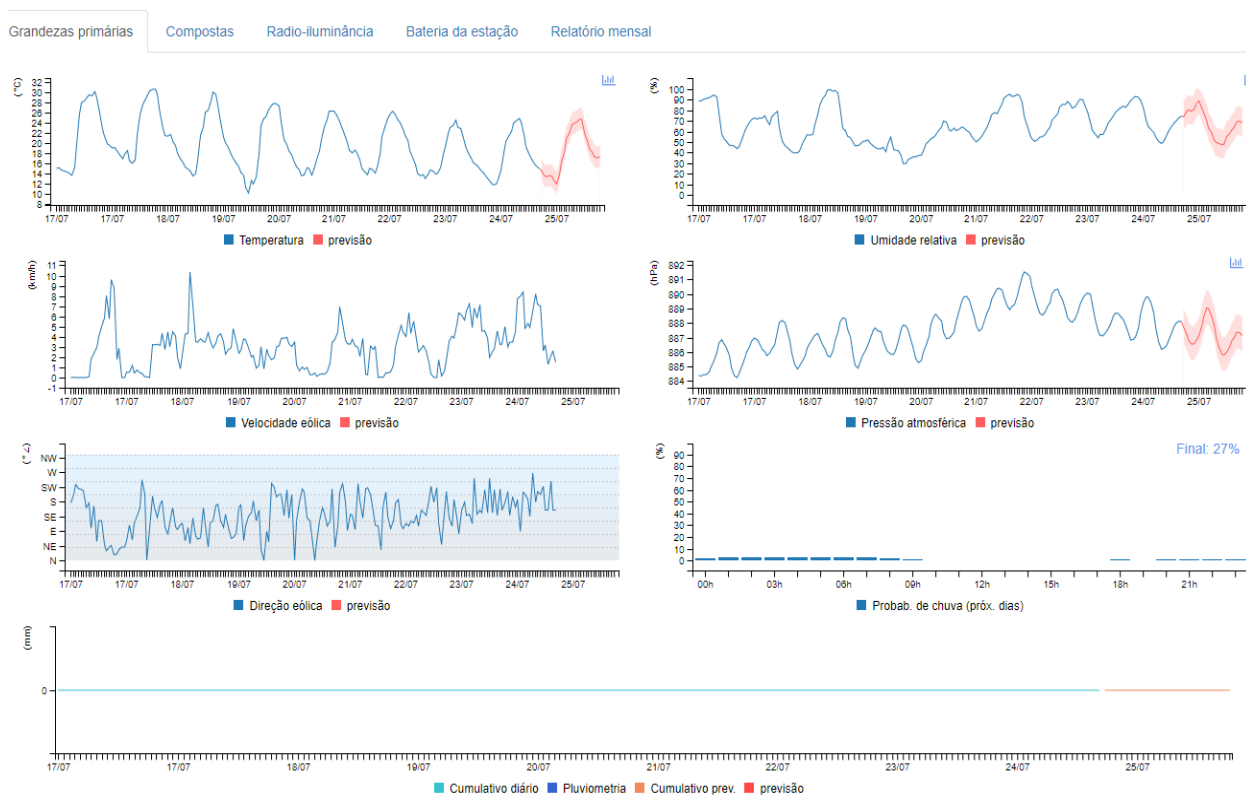 Grandezas primárias Compostas Radio-iluminância Bateria da estação Relatório mensal
(°C)
32
30
28
26
24
22
20
18
16
14
12
10
8
17/07 17/07 18/07 19/07 20/07 21/07 22/07 23/07 24/07 25/07
Temperatura previsão
(%)
100
90
80
70
60
50
40
30
20
10
0
17/07 17/07 18/07 19/07 20/07 21/07 22/07 23/07 24/07 25/07
Umidade relativa previsão
(km/h)
11
10
9
8
7
6
5
4
3
2
1
0
-1
17/07 17/07 18/07 19/07 20/07 21/07 22/07 23/07 24/07 25/07
Velocidade eólica previsão
(hPa)
892
891
890
889
888
887
886
885
884
17/07 17/07 18/07 19/07 20/07 21/07 22/07 23/07 24/07 25/07
Pressão atmosférica previsão
(° ∠)
NW
W
SW
S
SE
E
NE
N
17/07 17/07 18/07 19/07 20/07 21/07 22/07 23/07 24/07 25/07
Direção eólica previsão
(%)
Final: 27%
90
80
70
60
50
40
30
20
10
0
00h 03h 06h 09h 12h 15h 18h 21h
Probab. de chuva (próx. dias)
(mm)
0
17/07 17/07 18/07 19/07 20/07 21/07 22/07 23/07 24/07 25/07
Cumulativo diário Pluviometria Cumulativo prev. previsão